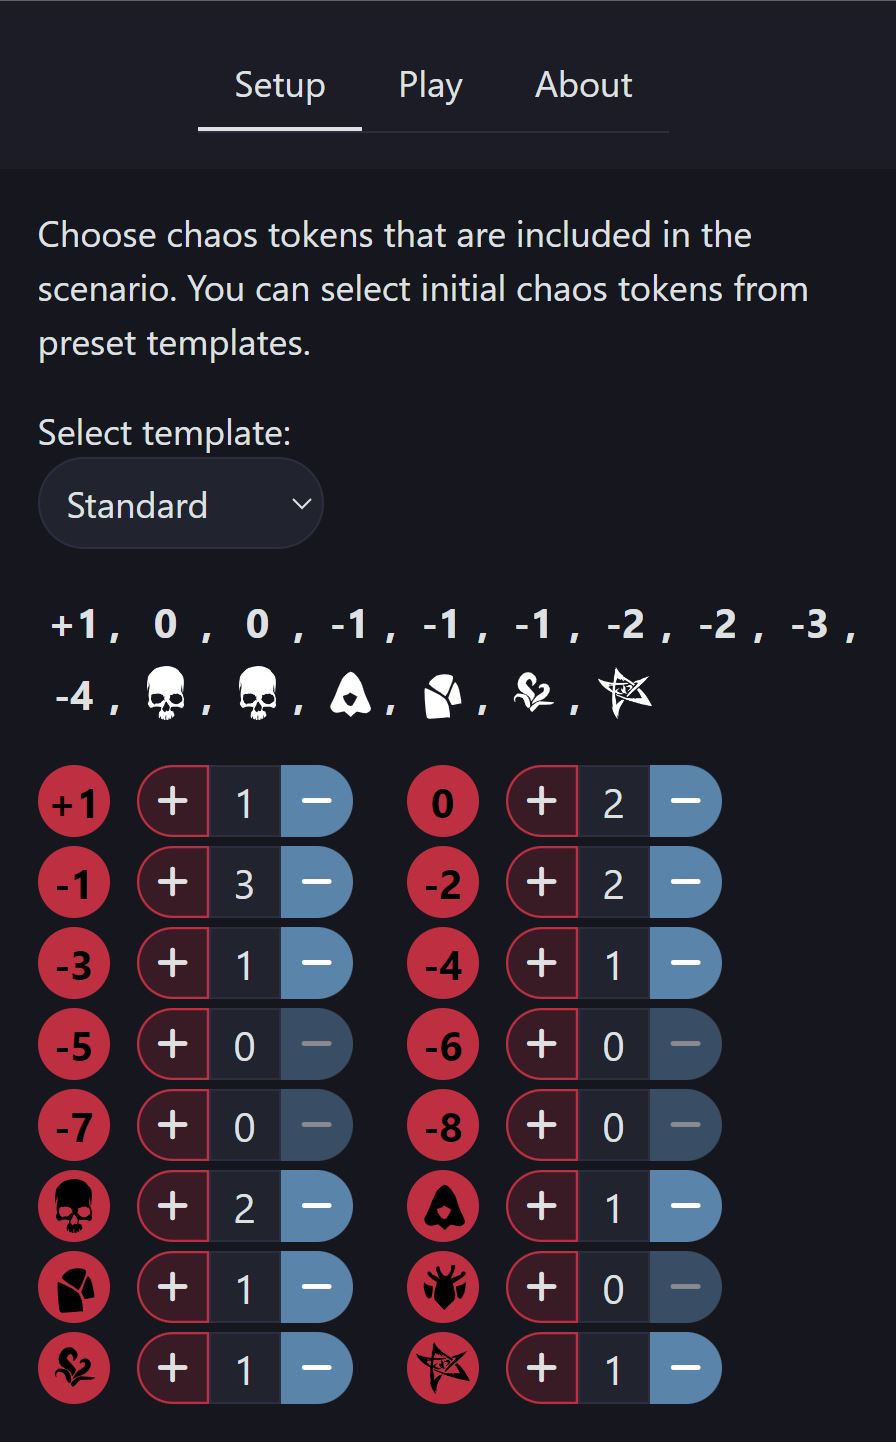 Setup Play About
Choose chaos tokens that are included in the
scenario. You can select initial chaos tokens from
preset templates.
Select template:
Standard
+1 , 0 , 0 , -1 , -1 , -1 , -2 , -2 , -3 ,
-4 , , , , , ,
+1 + 1 − 0 + 2 −
-1 + 3 − -2 + 2 −
-3 + 1 − -4 + 1 −
-5 + 0 − -6 + 0 −
-7 + 0 − -8 + 0 −
+ 2 − + 1 −
+ 1 − + 0 −
+ 1 − + 1 −